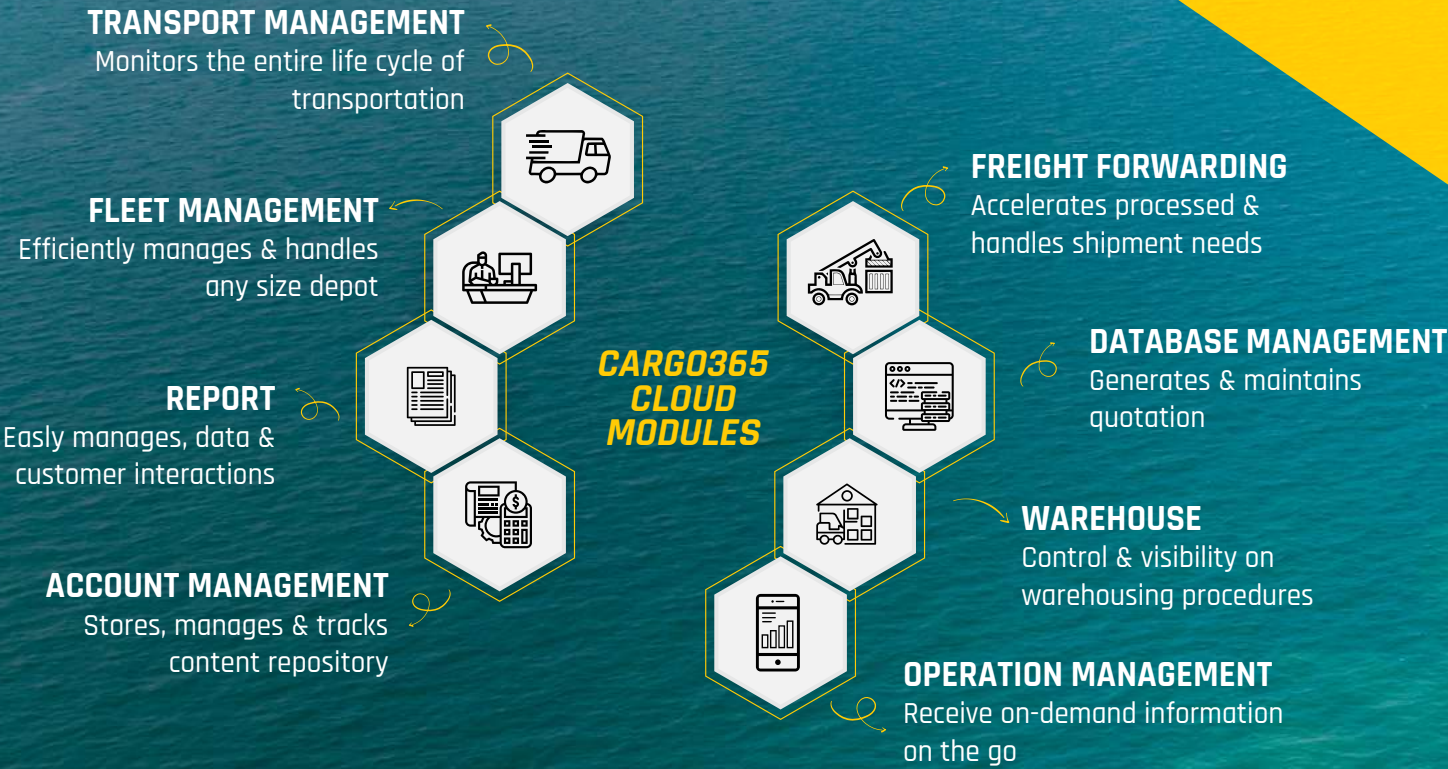 TRANSPORT MANAGEMENT
Monitors the entire life cycle of
transportation
FLEET MANAGEMENT
Efficiently manages & handles
any size depot
REPORT
Easly manages, data &
customer interactions
ACCOUNT MANAGEMENT
Stores, manages & tracks
content repository
CARGO365
CLOUD
MODULES
FREIGHT FORWARDING
Accelerates processed &
handles shipment needs
DATABASE MANAGEMENT
Generates & maintains
quotation
WAREHOUSE
Control & visibility on
warehousing procedures
OPERATION MANAGEMENT
Receive on-demand information
on the go